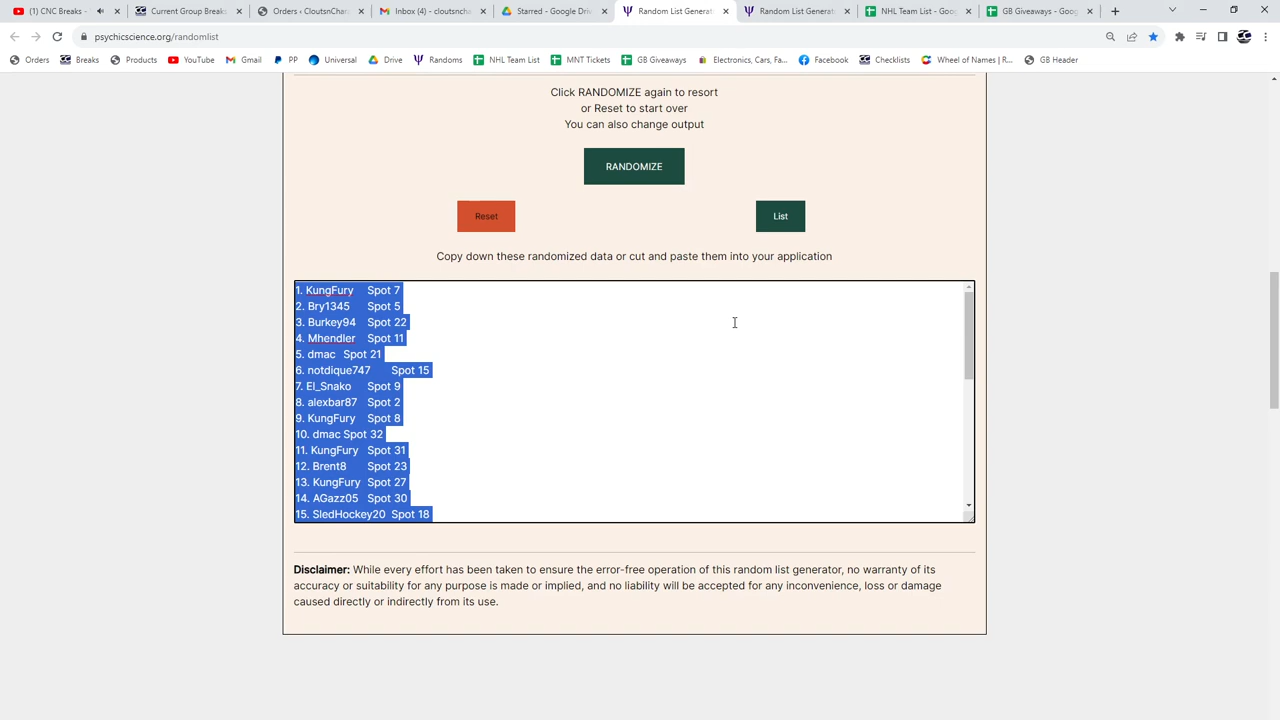 (1) CNC Breaks -
Current Group Breaks
Orders < CloutsnChar
Inbox (4) - cloutsncha
Starred - Google Drive
Random List Generat
Random List Generato
NHL Team List - Goog
GB Giveaways - Goog
psychicscience.org/randomlist
Orders
Breaks
Products
YouTube
Gmail
PP
Universal
Drive
Randoms
NHL Team List
MNT Tickets
GB Giveaways
Electronics, Cars, Fa...
Facebook
Checklists
Wheel of Names | R...
GB Header
Click RANDOMIZE again to resort
or Reset to start over
You can also change output
RANDOMIZE
Reset
List
Copy down these randomized data or cut and paste them into your application
1. KungFury Spot 7
2. Bry1345 Spot 5
3. Burkey94 Spot 22
4. Mhendler Spot 11
5. dmac Spot 21
6. notdique747 Spot 15
7. El_Snako Spot 9
8. alexbar87 Spot 2
9. KungFury Spot 8
10. dmac Spot 32
11. KungFury Spot 31
12. Brent8 Spot 23
13. KungFury Spot 27
14. AGazz05 Spot 30
15. SledHockey20 Spot 18
Disclaimer: While every effort has been taken to ensure the error-free operation of this random list generator, no warranty of its
accuracy or suitability for any purpose is made or implied, and no liability will be accepted for any inconvenience, loss or damage
caused directly or indirectly from its use.